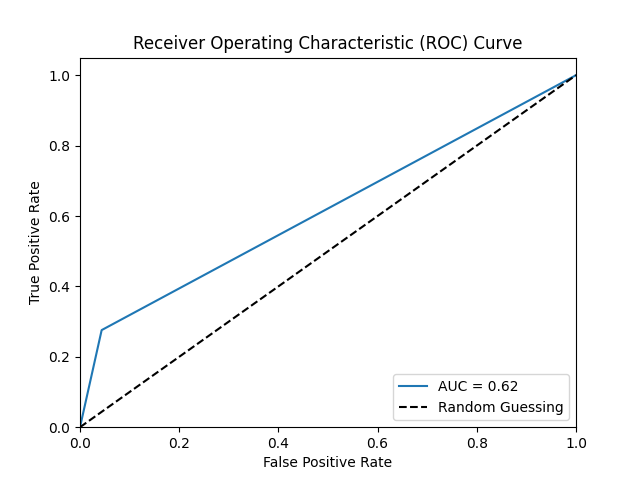 Receiver Operating Characteristic (ROC) Curve
True Positive Rate
1.0
0.8
0.6
0.4
0.2
0.0
0.0 0.2 0.4 0.6 0.8 1.0
False Positive Rate
AUC = 0.62
Random Guessing